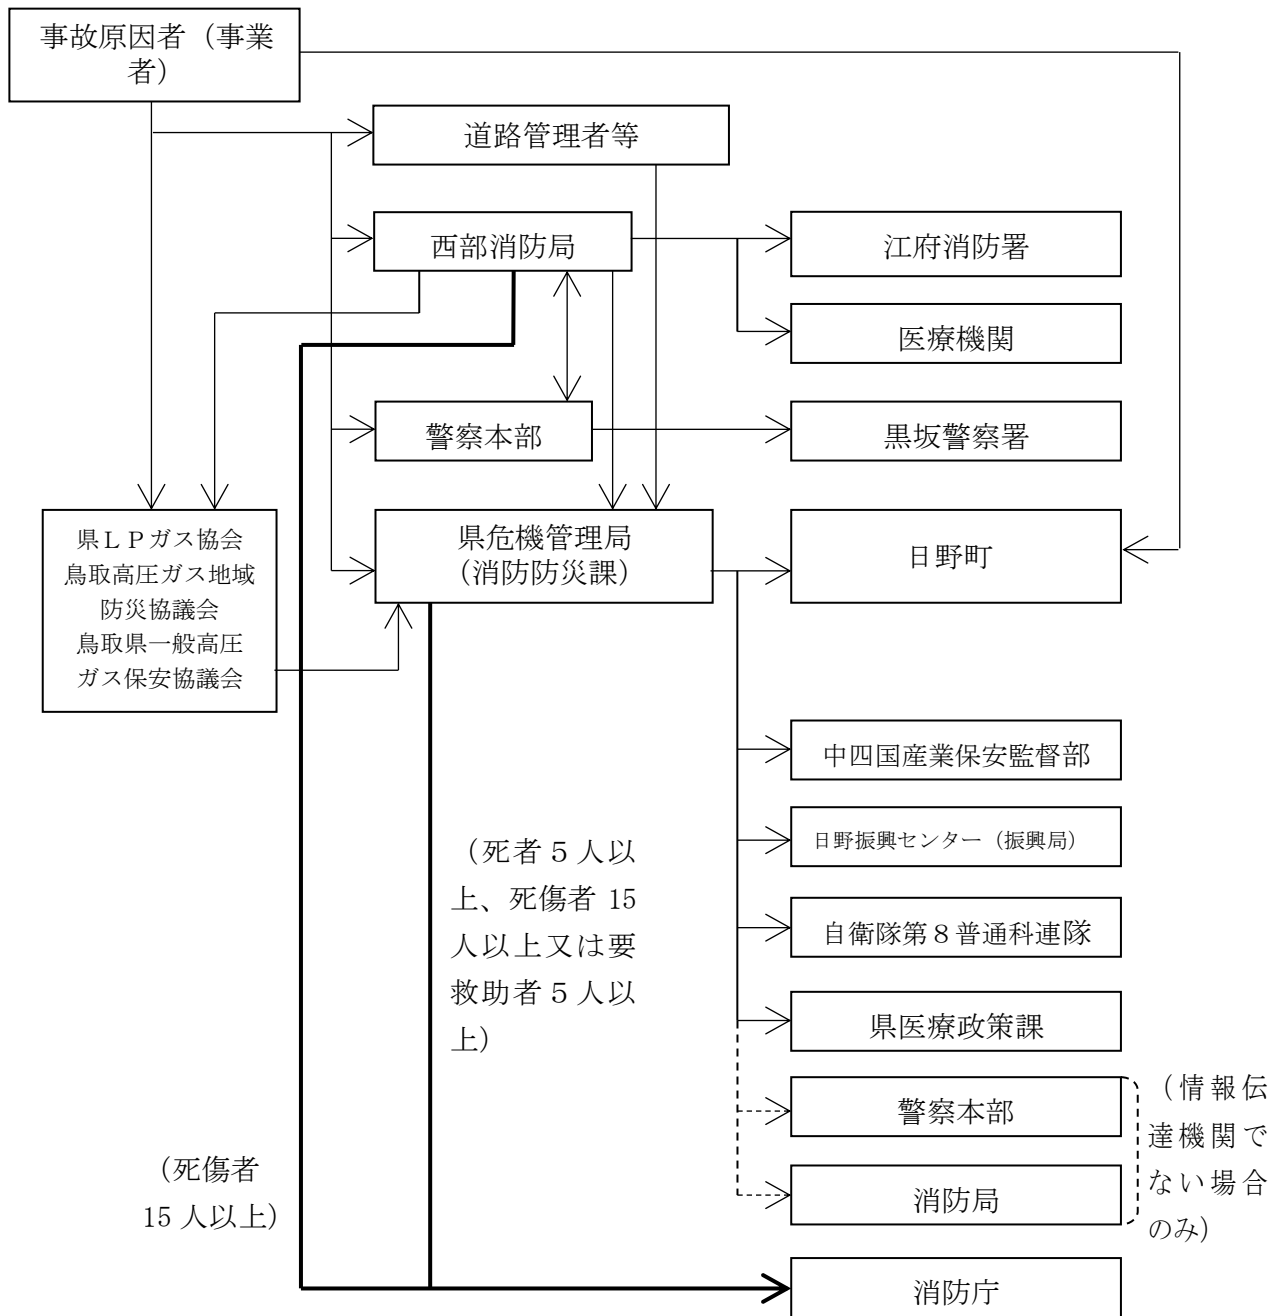 事故原因者（事業
者）
道路管理者等
西部消防局
江府消防署
医療機関
警察本部
黒坂警察署
県ＬＰガス協会
鳥取高圧ガス地域
防災協議会
鳥取県一般高圧
ガス保安協議会
県危機管理局
（消防防災課）
日野町
中四国産業保安監督部
日野振興センター（振興局）
自衛隊第８普通科連隊
県医療政策課
警察本部
消防局
（情報伝
達機関で
ない場合
のみ）
（死者５人以
上、死傷者 15
人以上又は要
救助者５人以
上）
（死傷者
15 人以上）
消防庁